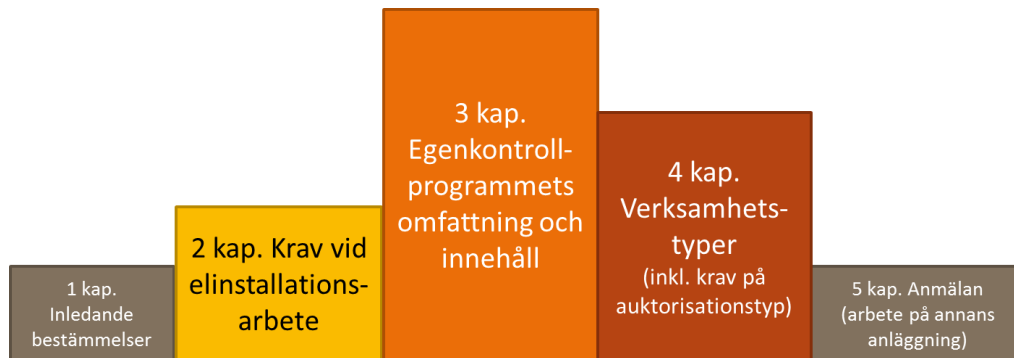 1 kap.
Inledande
bestämmelser
2 kap. Krav vid
elinstallations-
arbete
3 kap.
Egenkontroll-
programmets
omfattning och
innehåll
4 kap.
Verksamhets-
typer
(inkl. krav på
auktorisationstyp)
5 kap. Anmälan
(arbete på annans
anläggning)